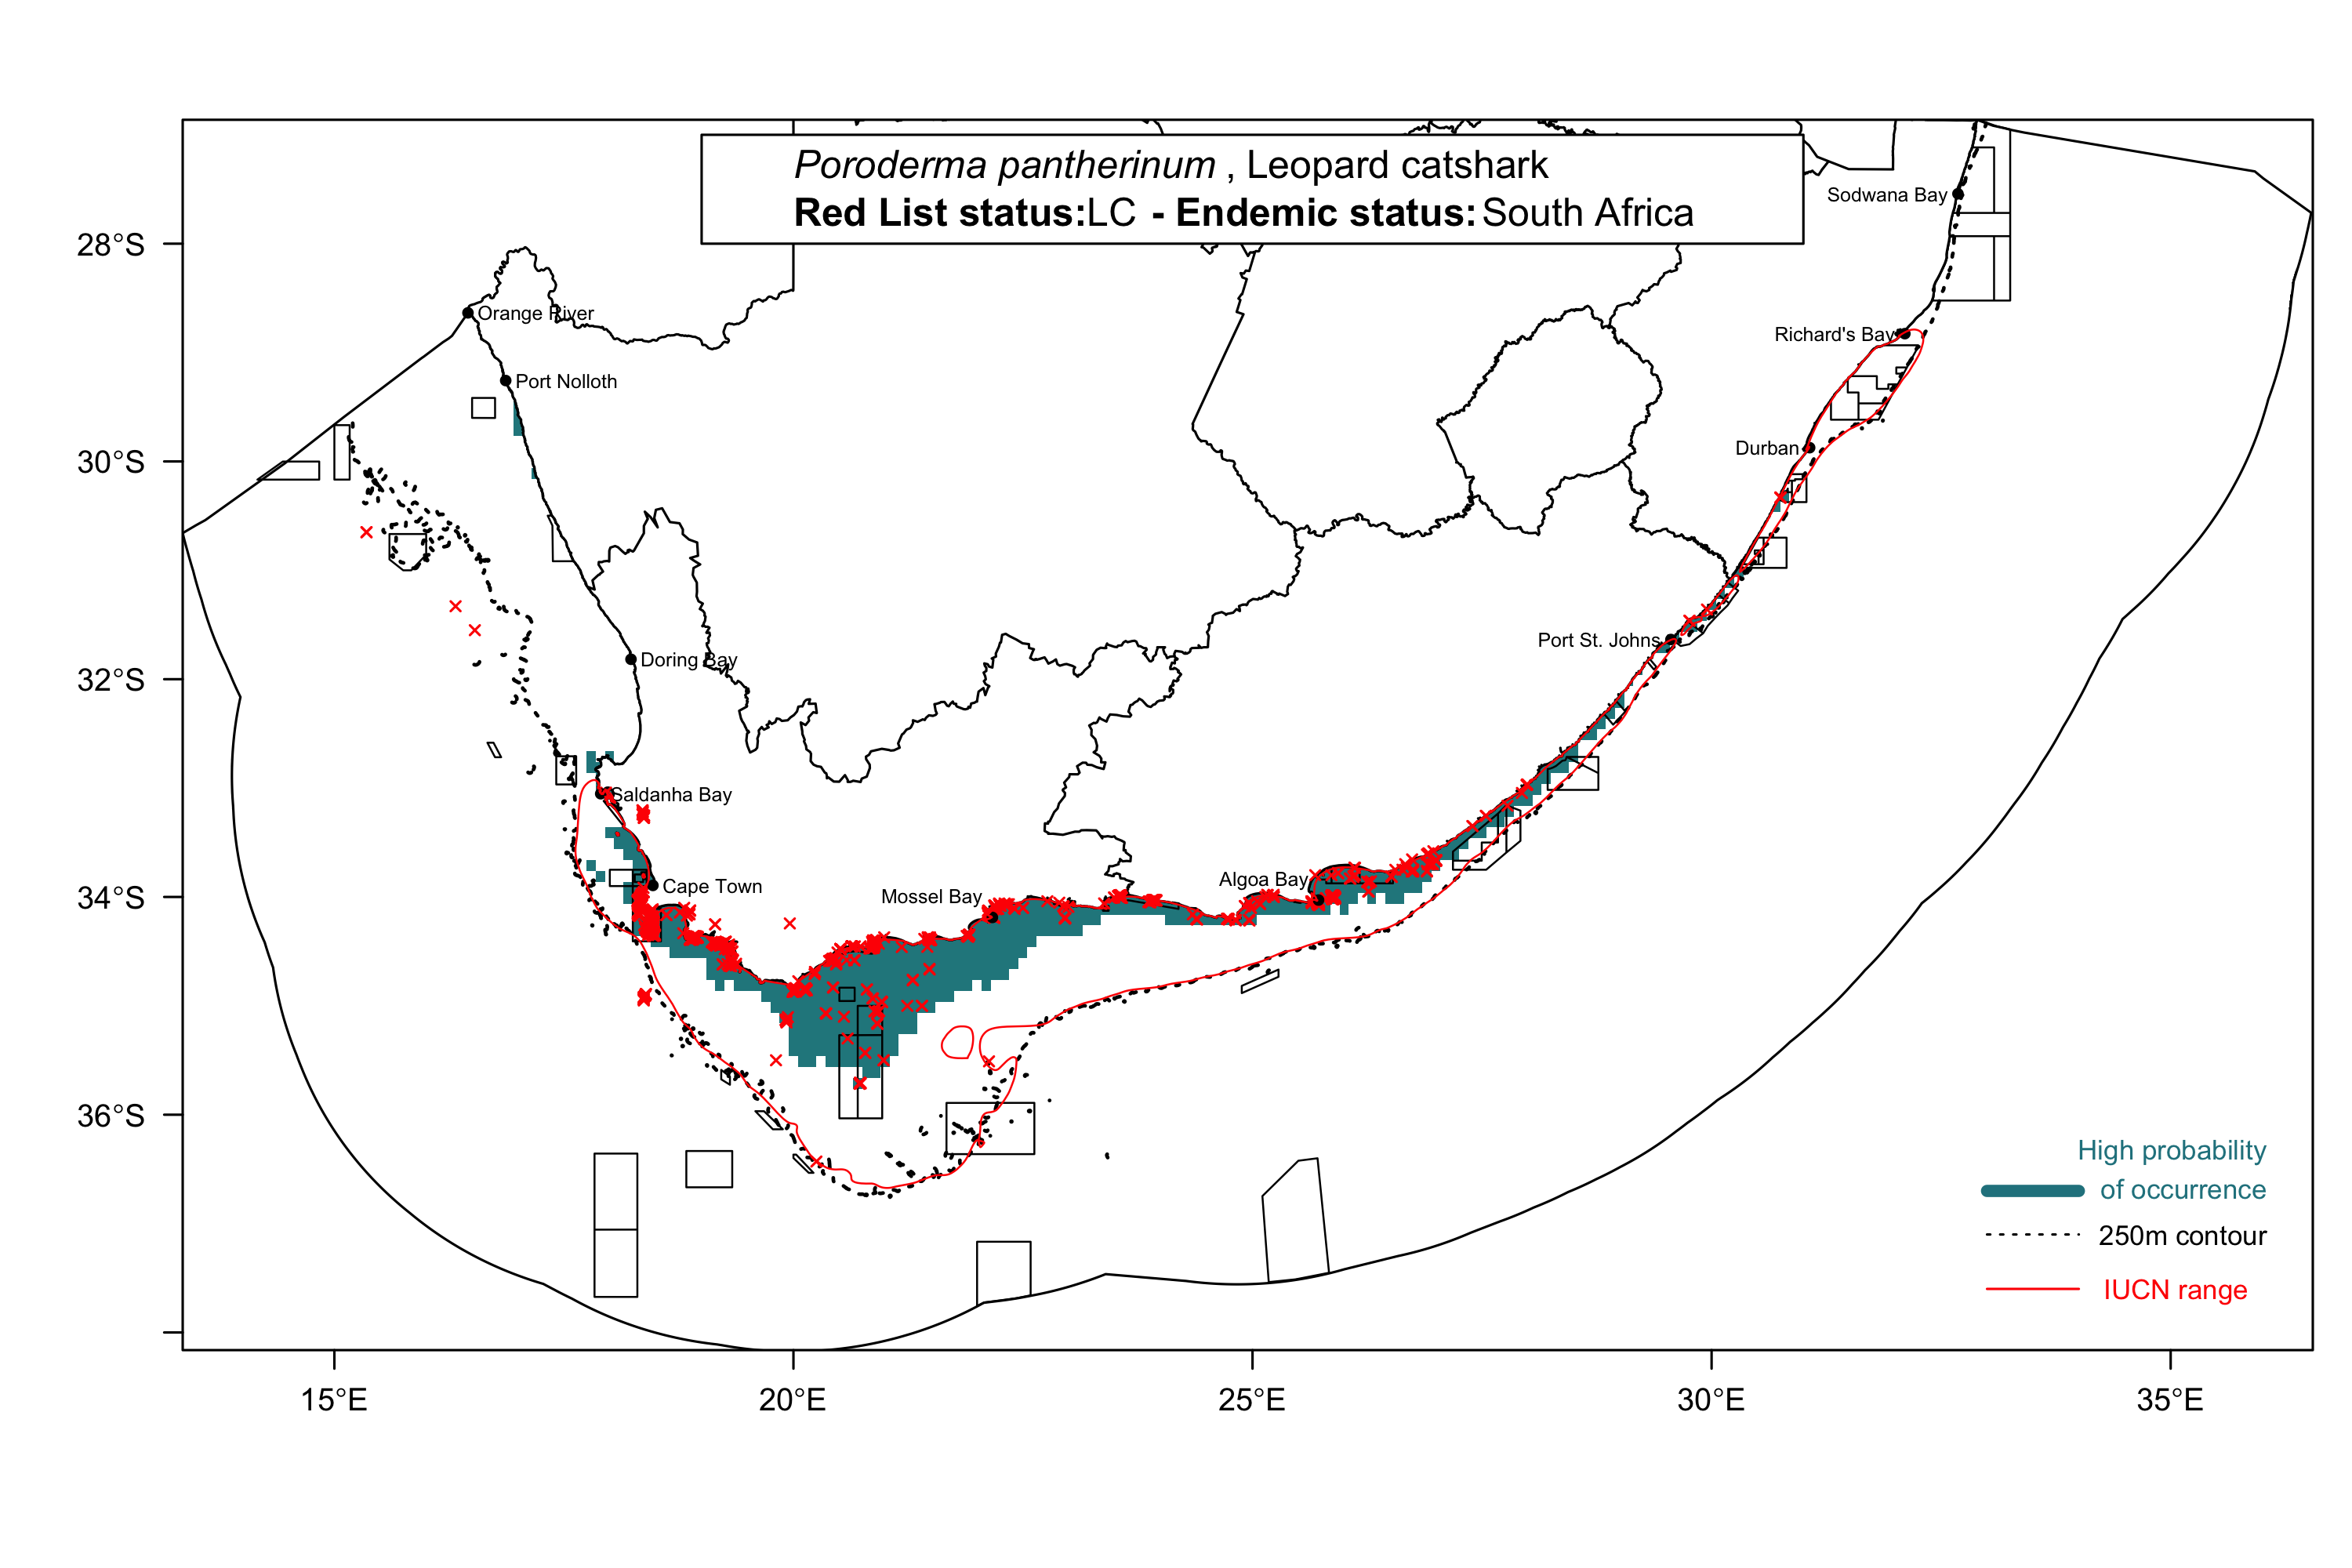 Poroderma pantherinum , Leopard catshark
Red List status:LC - Endemic status:South Africa
Sodwana Bay
28°S
Orange River
Richard's Bay
Port Nolloth
Durban
30°S
Port St. Johns
Doring Bay
32°S
Saldanha Bay
Cape Town
Mossel Bay
Algoa Bay
34°S
36°S
High probability
of occurrence
250m contour
IUCN range
15°E
20°E
25°E
30°E
35°E